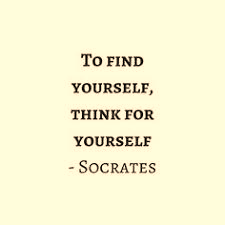 To find
yourself,
think for
yourself
- Socrates